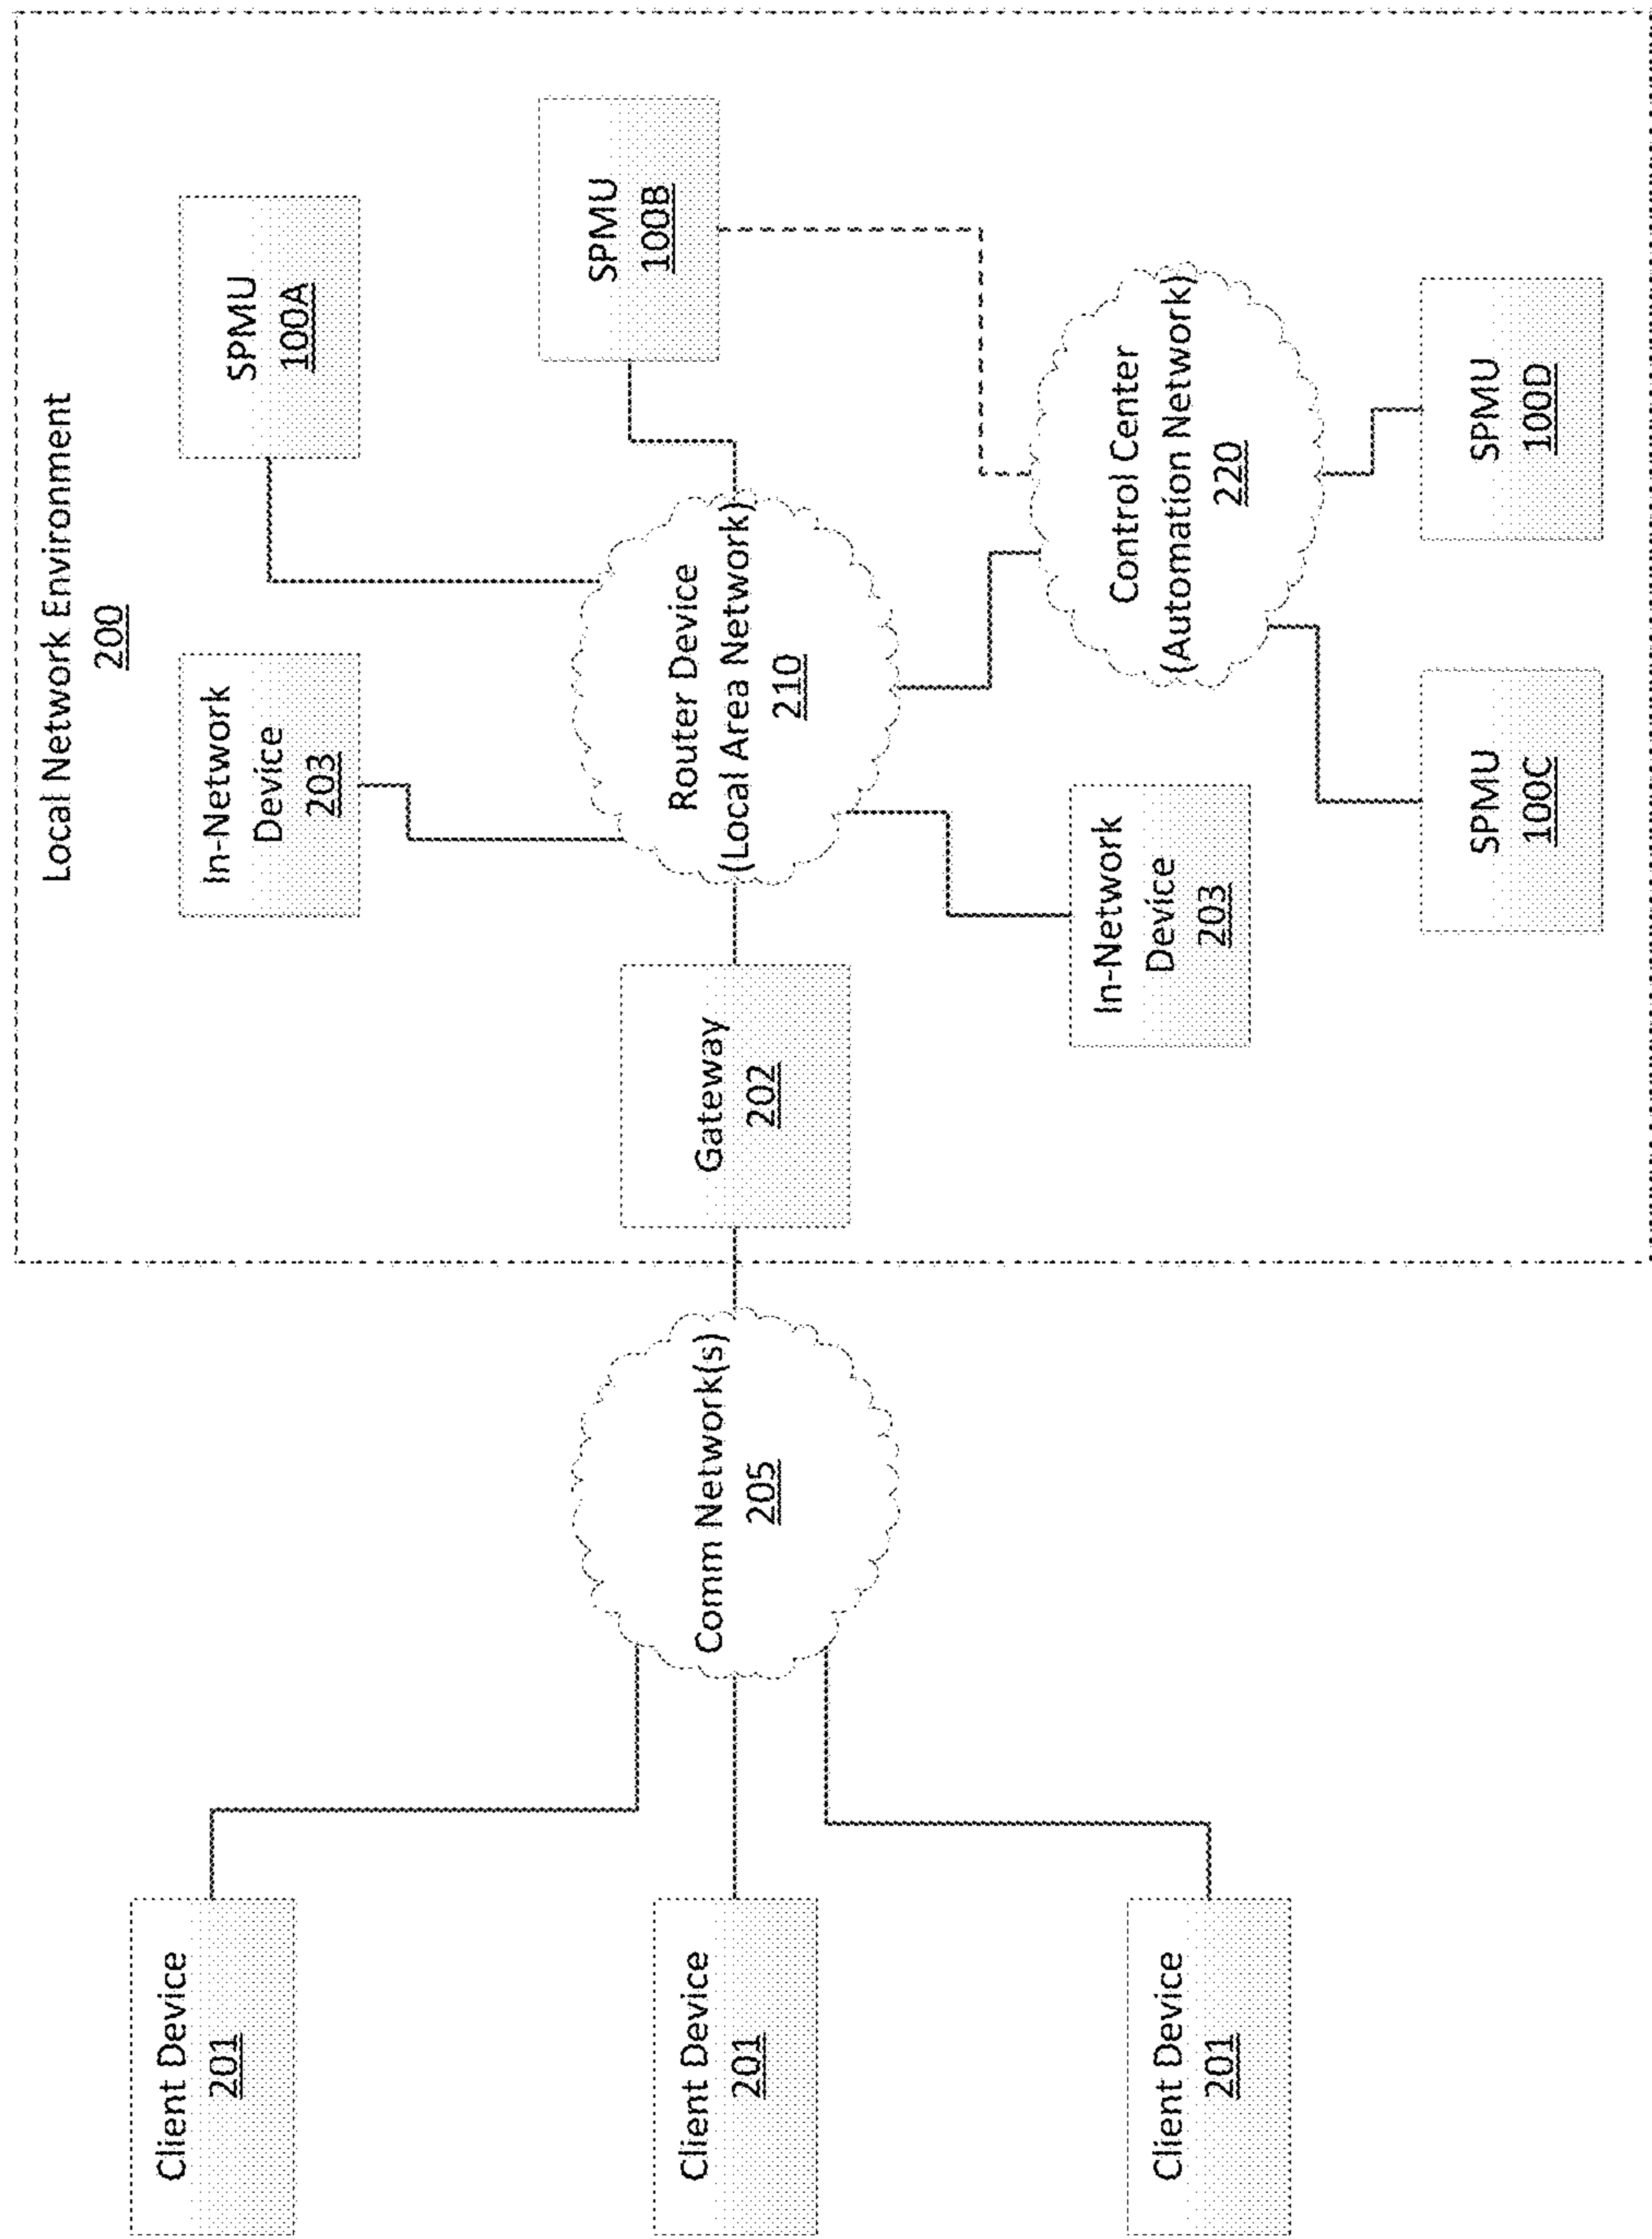 Local Network Environment
200
Client Device
201
Client Device
201
Client Device
201
Comm Network(s)
205
Gateway
202
In-Network
Device
203
In-Network
Device
203
Router Device
(Local Area Network)
210
SPMU
100A
SPMU
100B
Control Center
(Automation Network)
220
SPMU
100C
SPMU
100D